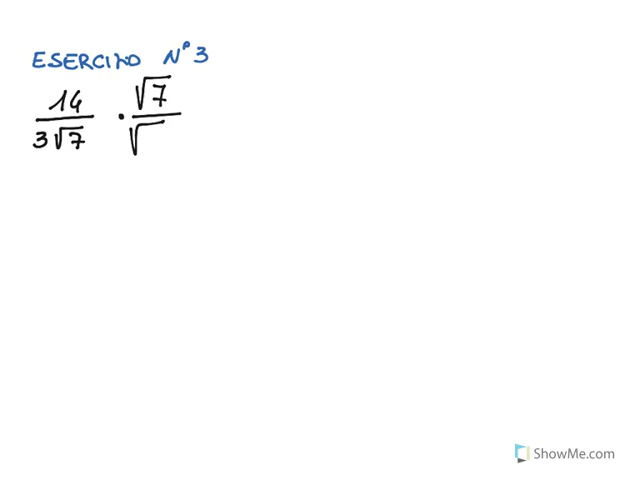 ESERCIZIO N° 3
14/(3√7) · √7/√
ShowMe.com